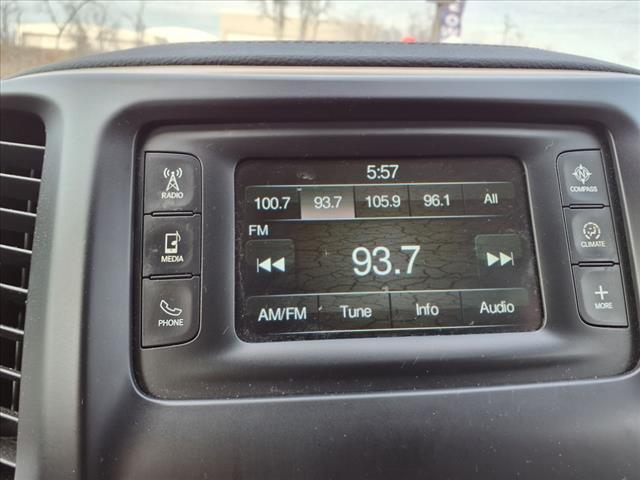 5:57
RADIO
100.7 93.7 105.9 96.1 All
COMPASS
FM
MEDIA
93.7
CLIMATE
PHONE
AM/FM Tune Info Audio
MORE